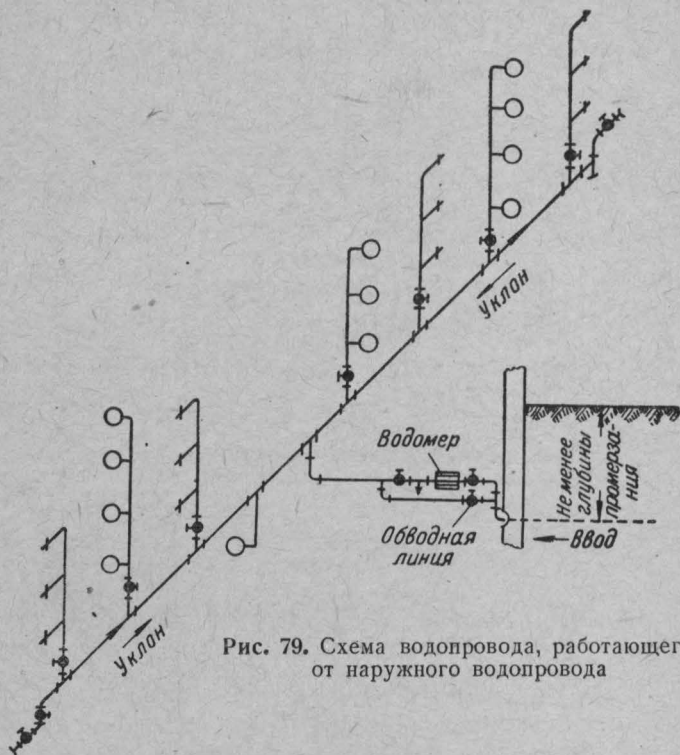 Уклон
Водомер
Не менее
глубины
промерза-
ния
Обводная
линия
Ввод
Уклон
Рис. 79. Схема водопровода, работающег
от наружного водопровода